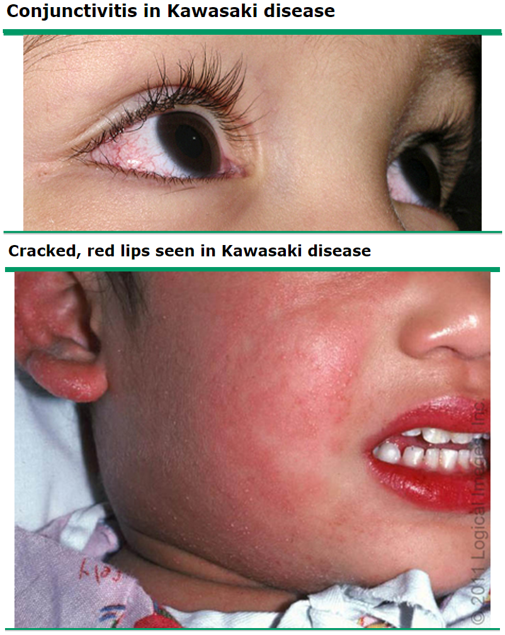 Conjunctivitis in Kawasaki disease
Cracked, red lips seen in Kawasaki disease
© 2011 Logical Images, Inc.